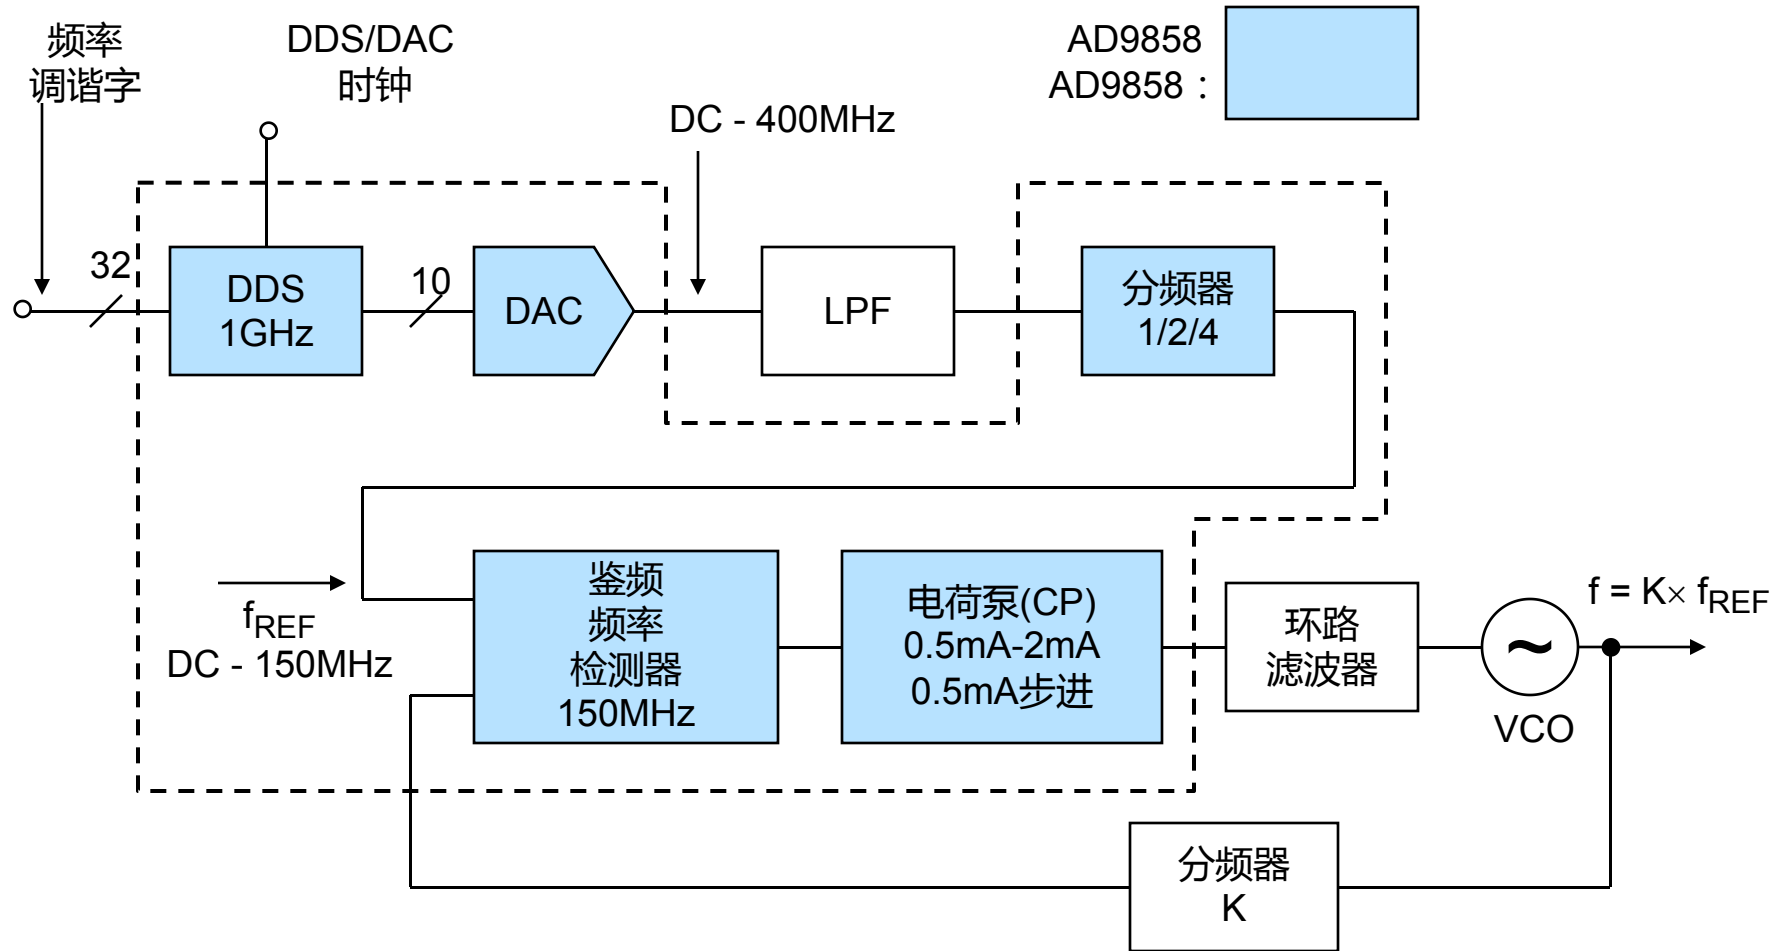 频率
调谐字
DDS/DAC
时钟
AD9858
AD9858：
DC - 400MHz
32
DDS
1GHz
10
DAC
LPF
分频器
1/2/4
fREF
DC - 150MHz
鉴频
频率
检测器
150MHz
电荷泵(CP)
0.5mA-2mA
0.5mA步进
环路
滤波器
~
VCO
f = K× fREF
分频器
K